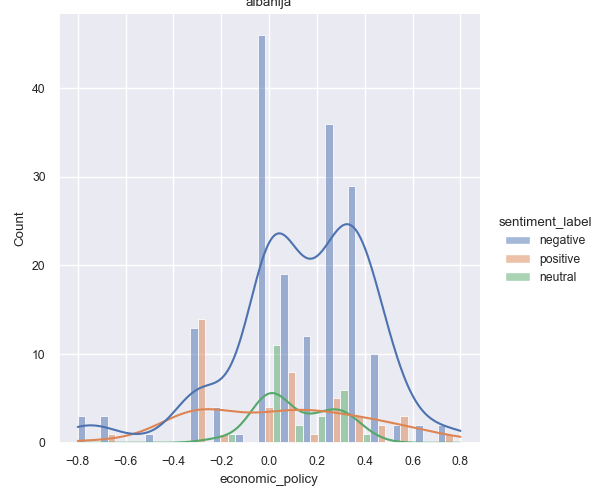 albanija
40
30
20
10
0
Count
−0.8 −0.6 −0.4 −0.2 0.0 0.2 0.4 0.6 0.8
economic_policy
sentiment_label
negative
positive
neutral